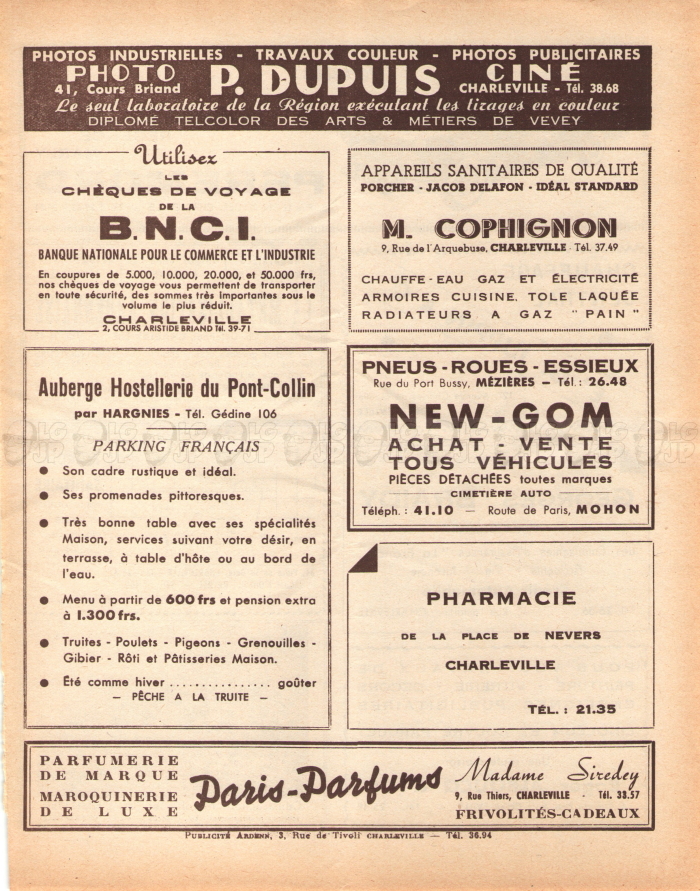 PHOTOS INDUSTRIELLES - TRAVAUX COULEUR - PHOTOS PUBLICITAIRES
PHOTO P. DUPUIS CINÉ
41, Cours Briand CHARLEVILLE - Tél. 38.68
Le seul laboratoire de la Région exécutant les tirages en couleur
DIPLOMÉ TELCOLOR DES ARTS & MÉTIERS DE VEVEY
Utilisez
LES
CHÈQUES DE VOYAGE
DE LA
B.N.C.I.
BANQUE NATIONALE POUR LE COMMERCE ET L'INDUSTRIE
En coupures de 5.000, 10.000, 20.000, et 50.000 frs,
nos chèques de voyage vous permettent de transporter
en toute sécurité, des sommes très importantes sous le
volume le plus réduit.
CHARLEVILLE
2, COURS ARISTIDE BRIAND Tél. 39-71
APPAREILS SANITAIRES DE QUALITÉ
PORCHER - JACOB DELAFON - IDÉAL STANDARD
M. COPHIGNON
9, Rue de l'Arquebuse, CHARLEVILLE - Tél. 37.49
CHAUFFE-EAU GAZ ET ÉLECTRICITÉ
ARMOIRES CUISINE, TOLE LAQUÉE
RADIATEURS A GAZ " PAIN "
Auberge Hostellerie du Pont-Collin
par HARGNIES - Tél. Gédine 106
PARKING FRANÇAIS
● Son cadre rustique et idéal.
● Ses promenades pittoresques.
● Très bonne table avec ses spécialités
Maison, services suivant votre désir, en
terrasse, à table d'hôte ou au bord de
l'eau.
● Menu à partir de 600 frs et pension extra
à 1.300 frs.
● Truites - Poulets - Pigeons - Grenouilles -
Gibier - Rôti et Pâtisseries Maison.
● Été comme hiver ................ goûter
— PÊCHE A LA TRUITE —
PNEUS - ROUES - ESSIEUX
Rue du Port Bussy, MÉZIÈRES — Tél. : 26.48
NEW-GOM
ACHAT - VENTE
TOUS VÉHICULES
PIÈCES DÉTACHÉES toutes marques
CIMETIÈRE AUTO
Téléph. : 41.10 — Route de Paris, MOHON
PHARMACIE
DE LA PLACE DE NEVERS
CHARLEVILLE
TÉL. : 21.35
PARFUMERIE
DE MARQUE
MAROQUINERIE
DE LUXE
Paris-Parfums
Madame Siredey
9, Rue Thiers, CHARLEVILLE - Tél. 33.57
FRIVOLITÉS-CADEAUX
PUBLICITÉ ARDENN, 3, Rue de Tivoli CHARLEVILLE — Tél. 36.94